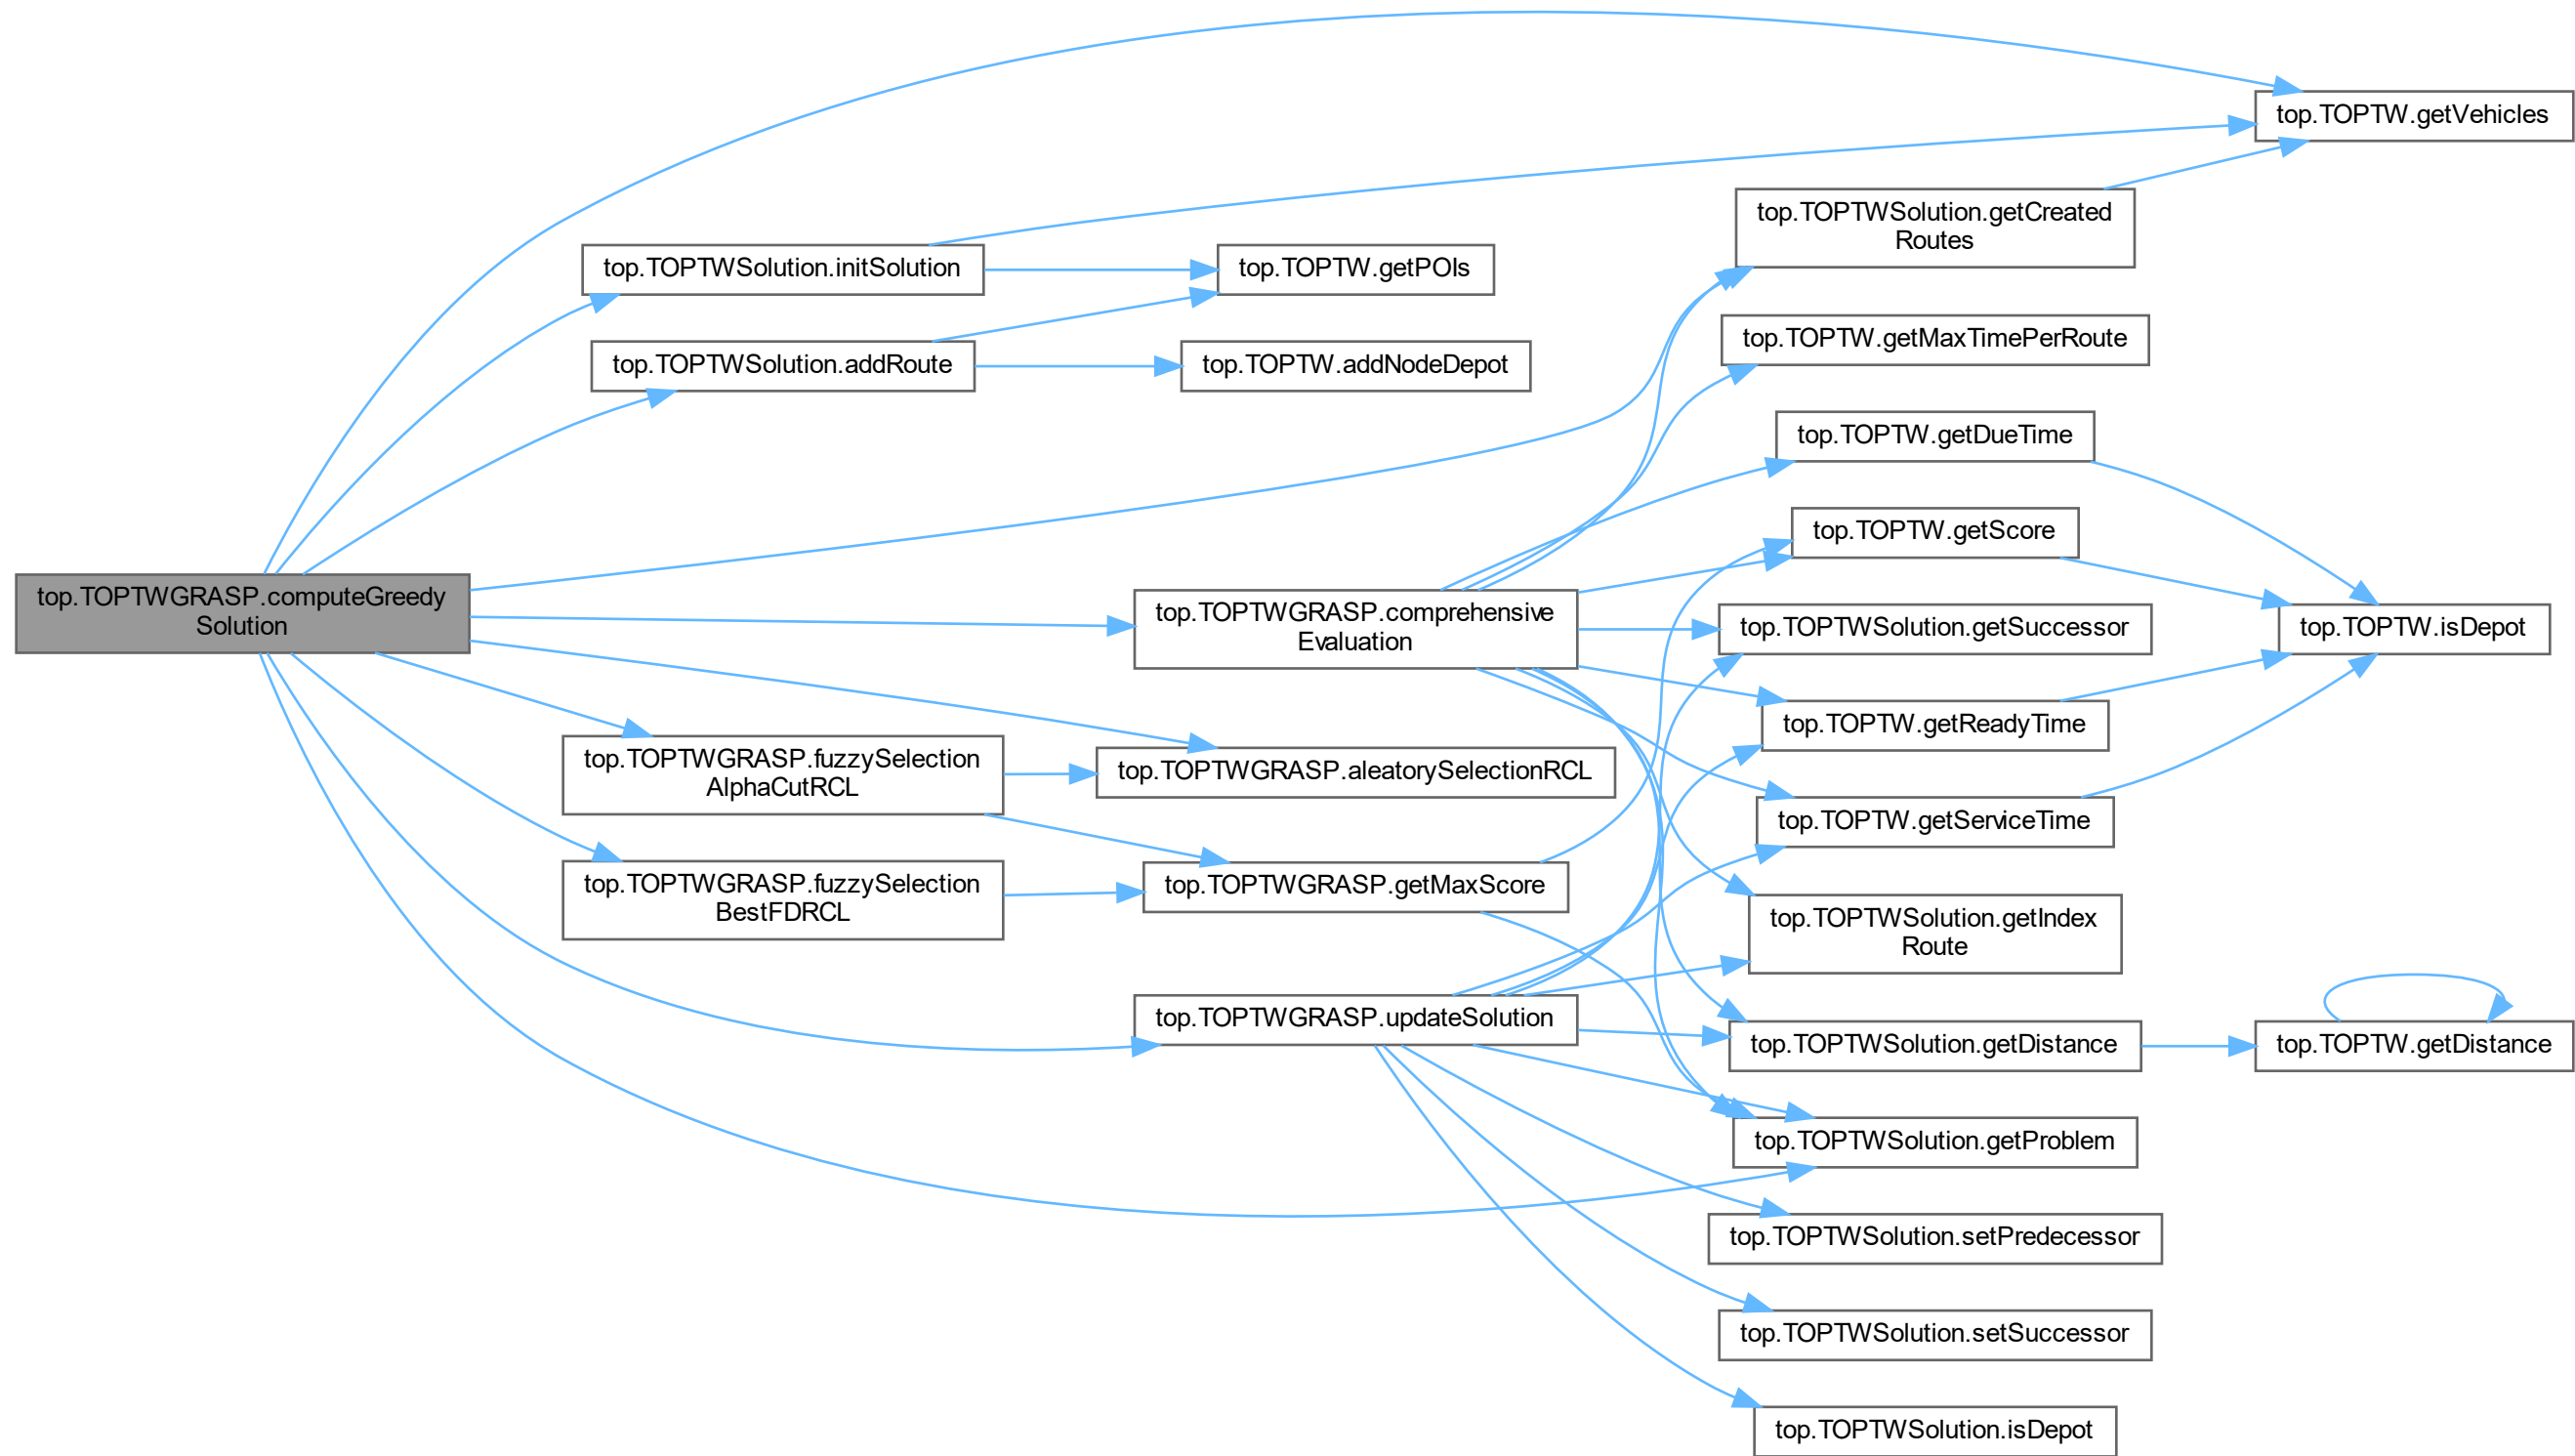 top.TOPTWGRASP.computeGreedy
Solution
top.TOPTWSolution.initSolution
top.TOPTWSolution.addRoute
top.TOPTWGRASP.fuzzySelection
AlphaCutRCL
top.TOPTWGRASP.fuzzySelection
BestFDRCL
top.TOPTW.getPOIs
top.TOPTW.addNodeDepot
top.TOPTWGRASP.comprehensive
Evaluation
top.TOPTWGRASP.aleatorySelectionRCL
top.TOPTWGRASP.getMaxScore
top.TOPTWGRASP.updateSolution
top.TOPTWSolution.getCreated
Routes
top.TOPTW.getMaxTimePerRoute
top.TOPTW.getDueTime
top.TOPTW.getScore
top.TOPTWSolution.getSuccessor
top.TOPTW.getReadyTime
top.TOPTW.getServiceTime
top.TOPTWSolution.getIndex
Route
top.TOPTWSolution.getDistance
top.TOPTWSolution.getProblem
top.TOPTWSolution.setPredecessor
top.TOPTWSolution.setSuccessor
top.TOPTWSolution.isDepot
top.TOPTW.getVehicles
top.TOPTW.isDepot
top.TOPTW.getDistance